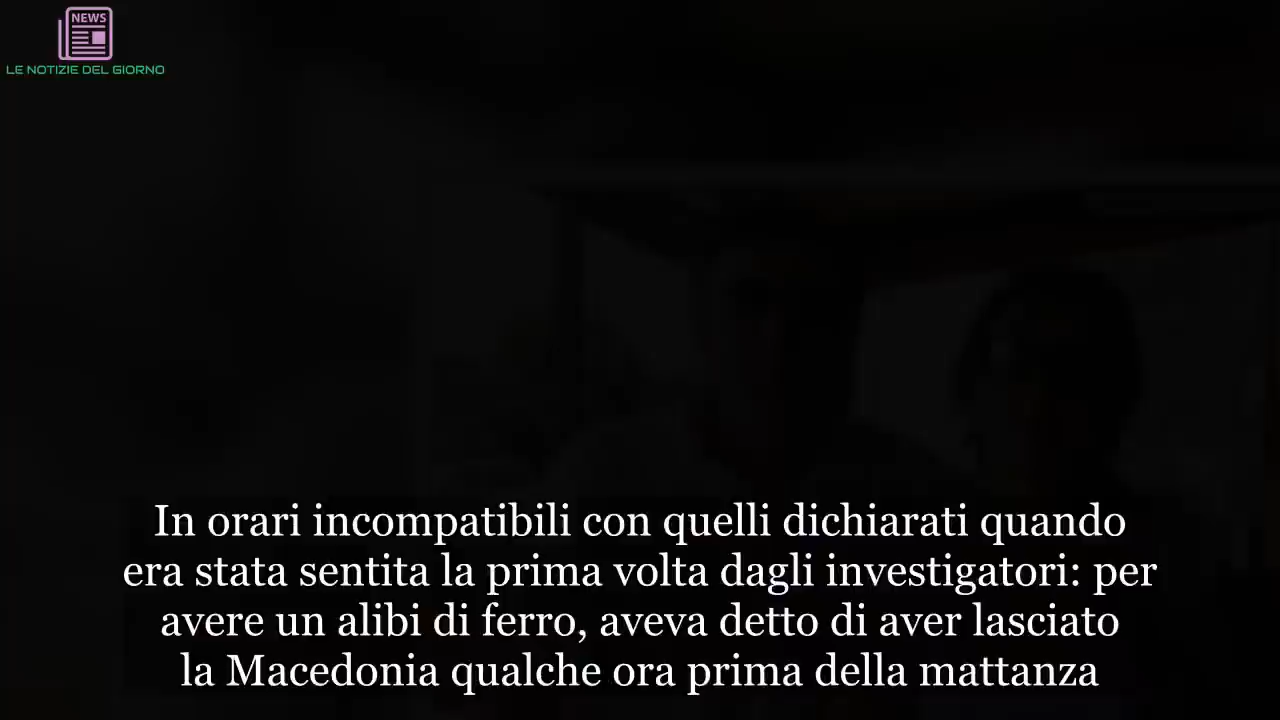 NEWS
LE NOTIZIE DEL GIORNO
In orari incompatibili con quelli dichiarati quando
era stata sentita la prima volta dagli investigatori: per
avere un alibi di ferro, aveva detto di aver lasciato
la Macedonia qualche ora prima della mattanza